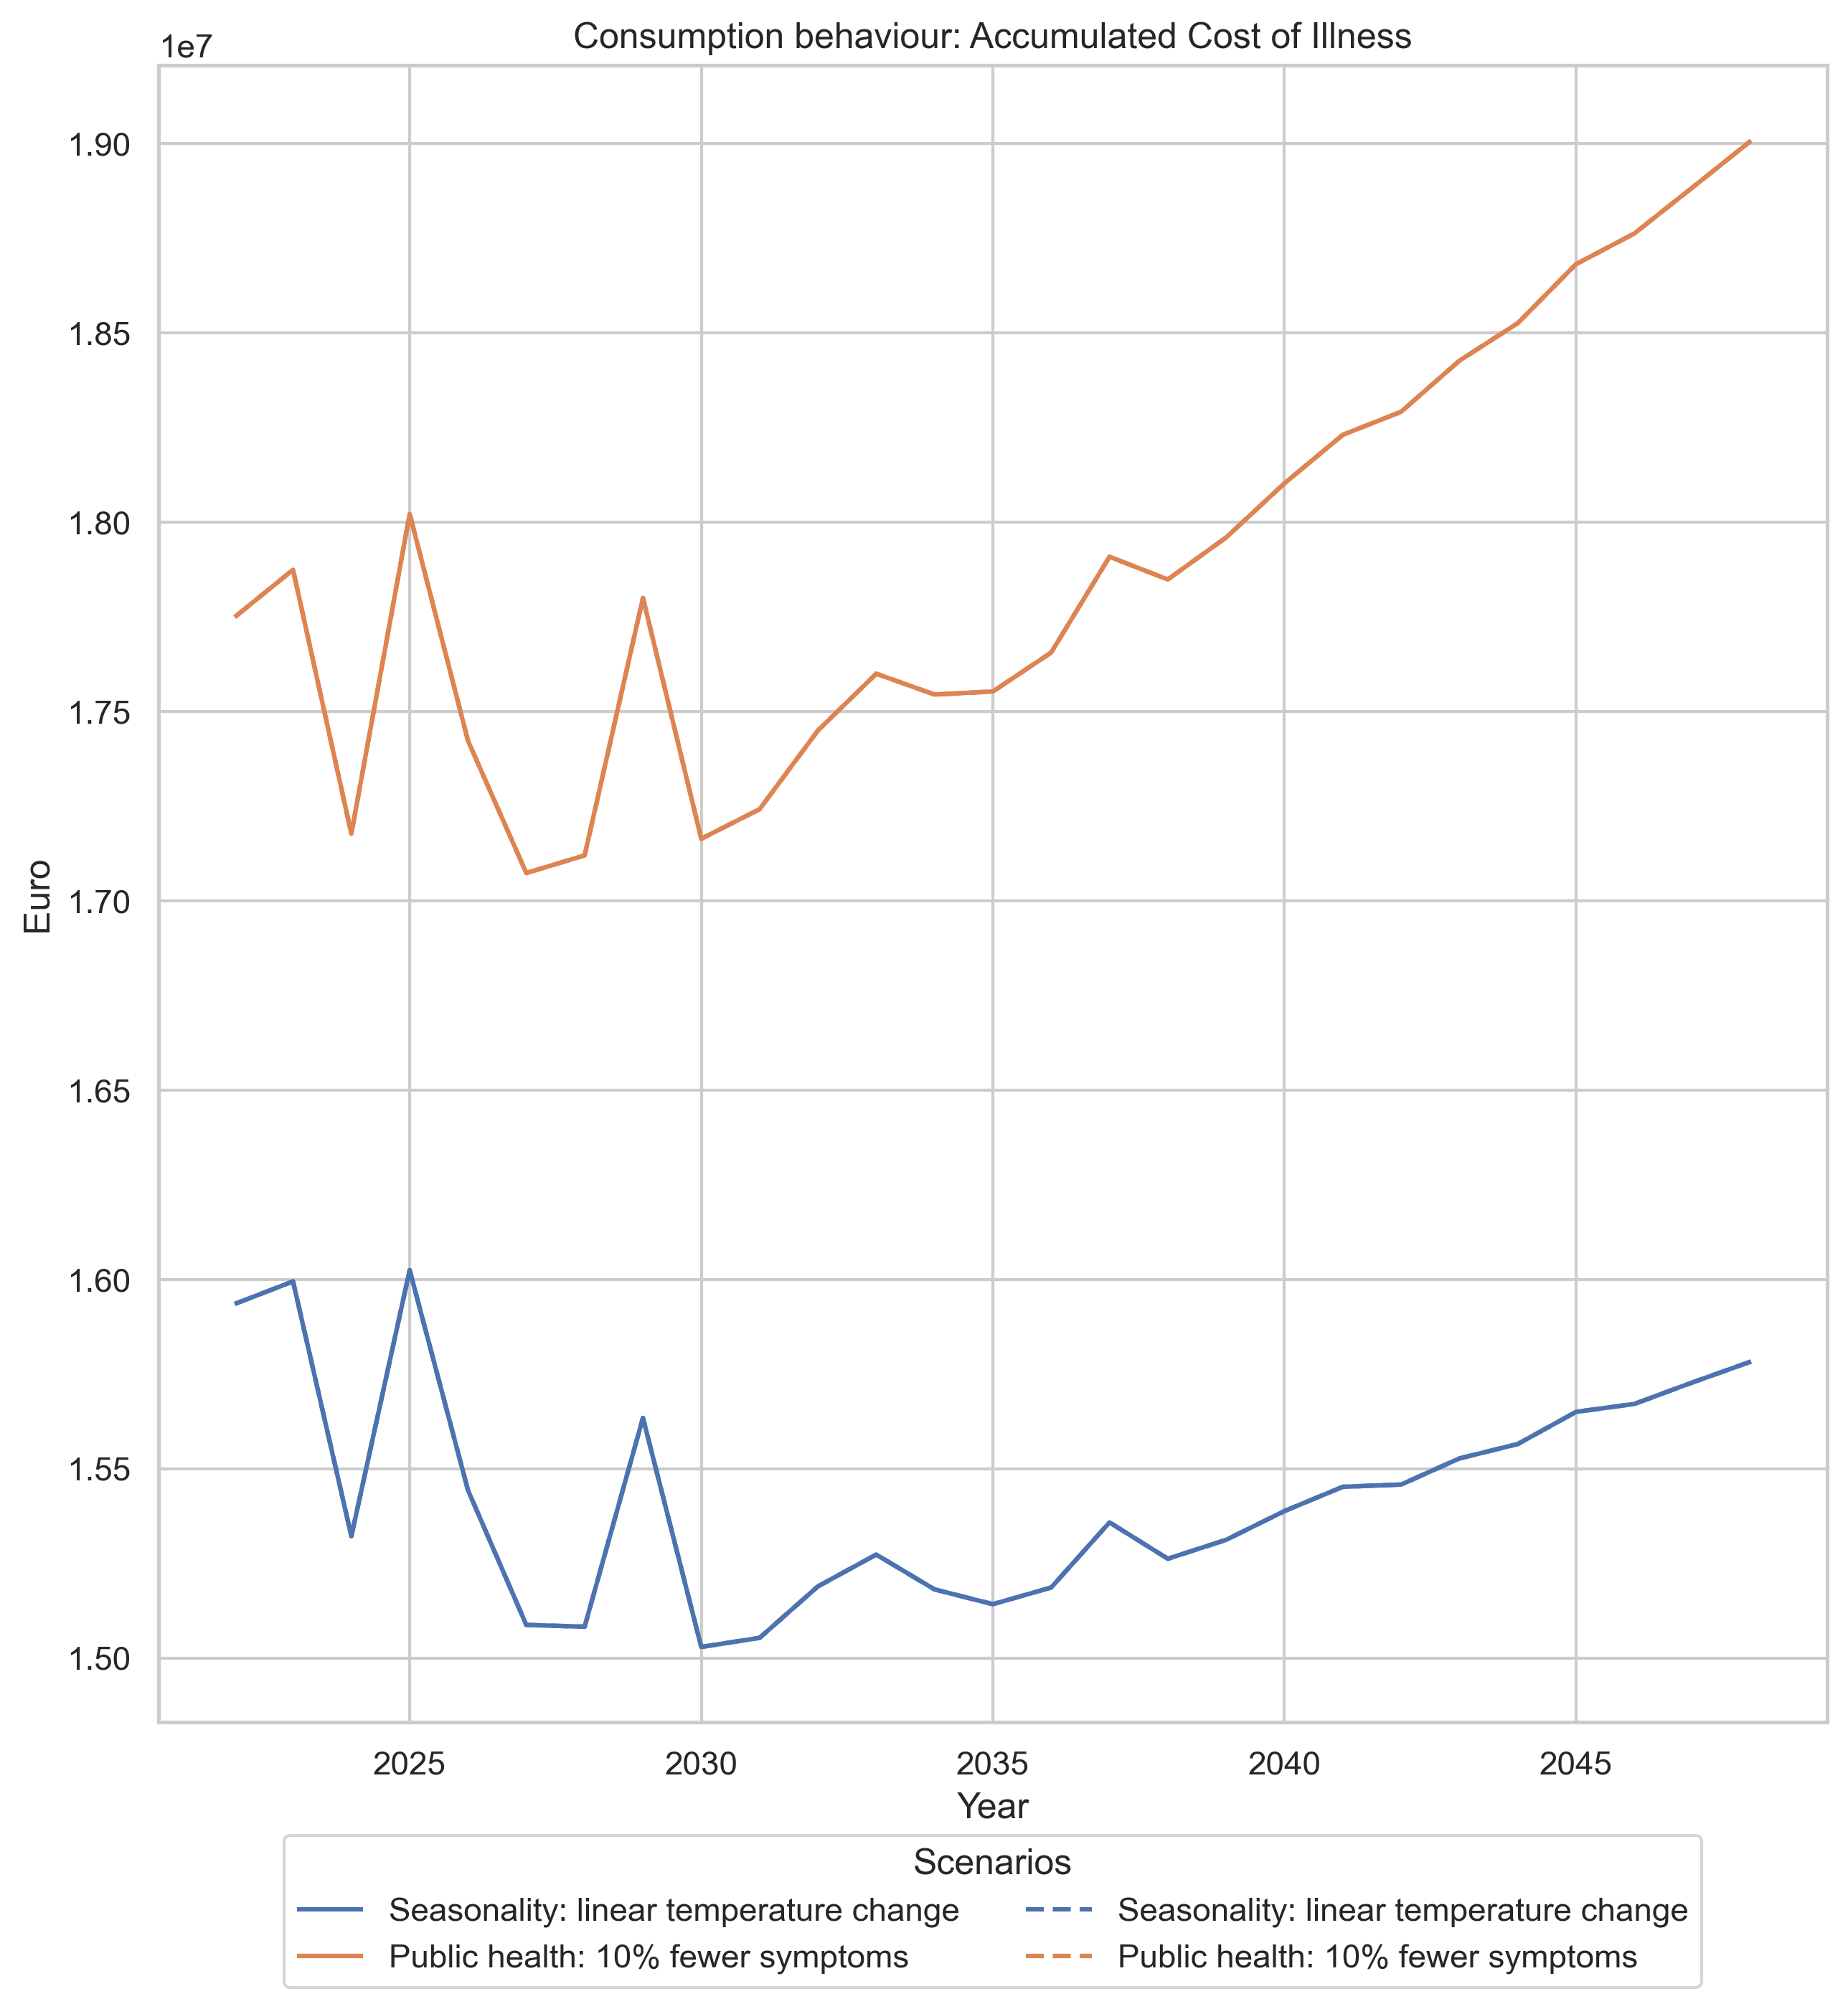 Consumption behaviour: Accumulated Cost of Illness
1e7
1.90
1.85
1.80
1.75
1.70
1.65
1.60
1.55
1.50
Euro
2025 2030 2035 2040 2045
Year
Scenarios
Seasonality: linear temperature change Seasonality: linear temperature change
Public health: 10% fewer symptoms Public health: 10% fewer symptoms